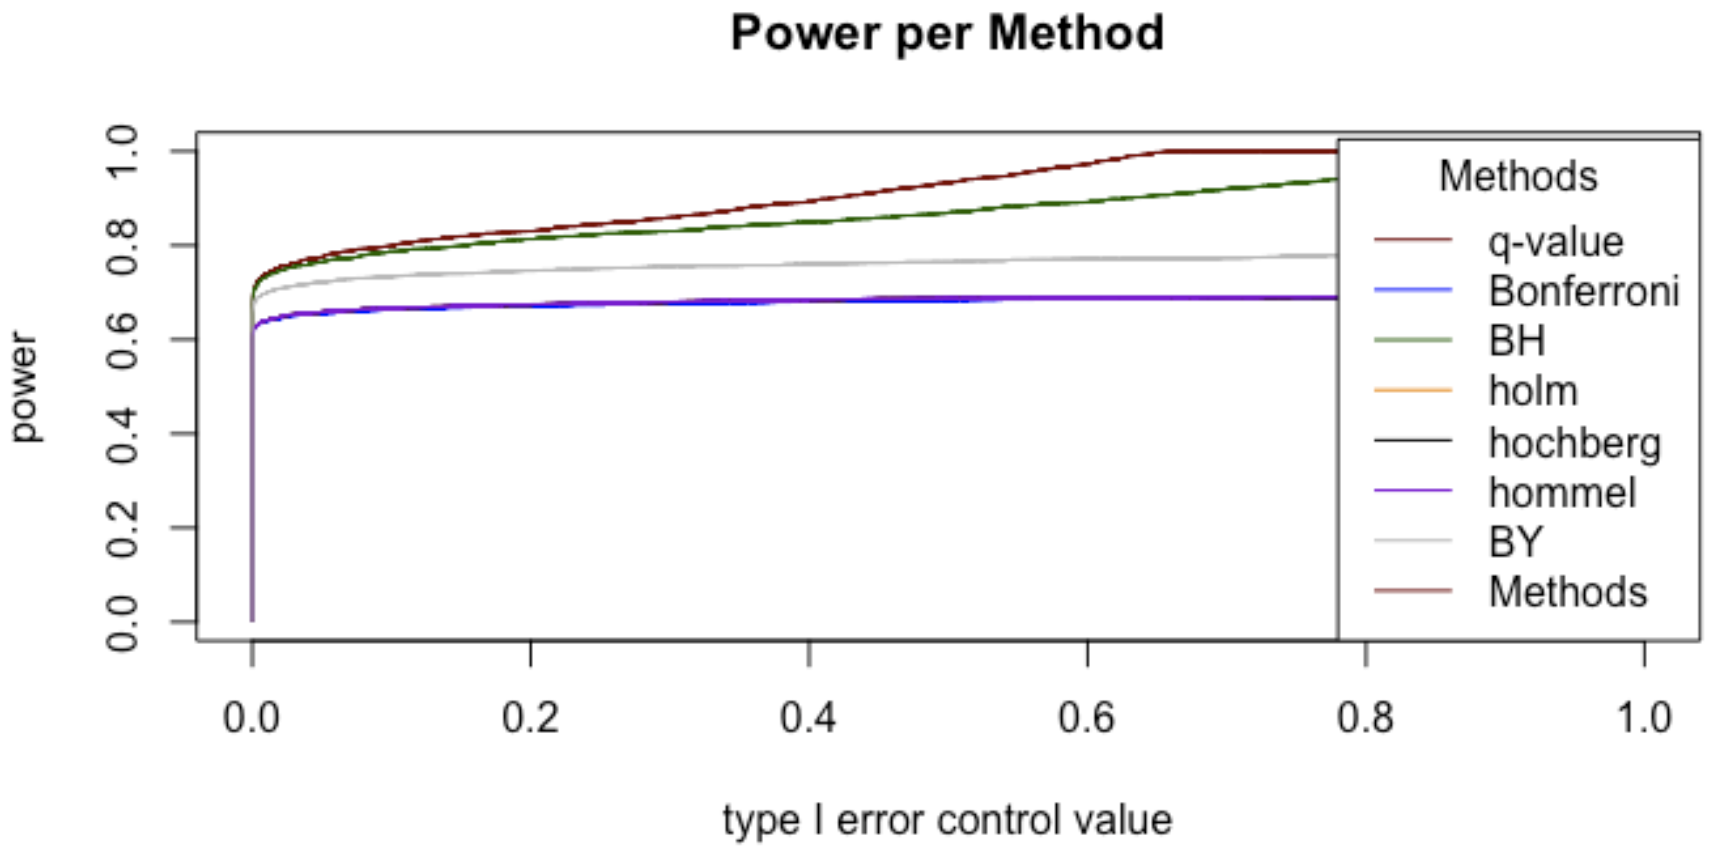 Power per Method
power
1.0
0.8
0.6
0.4
0.2
0.0
Methods
q-value
Bonferroni
BH
holm
hochberg
hommel
BY
Methods
0.0 0.2 0.4 0.6 0.8 1.0
type I error control value